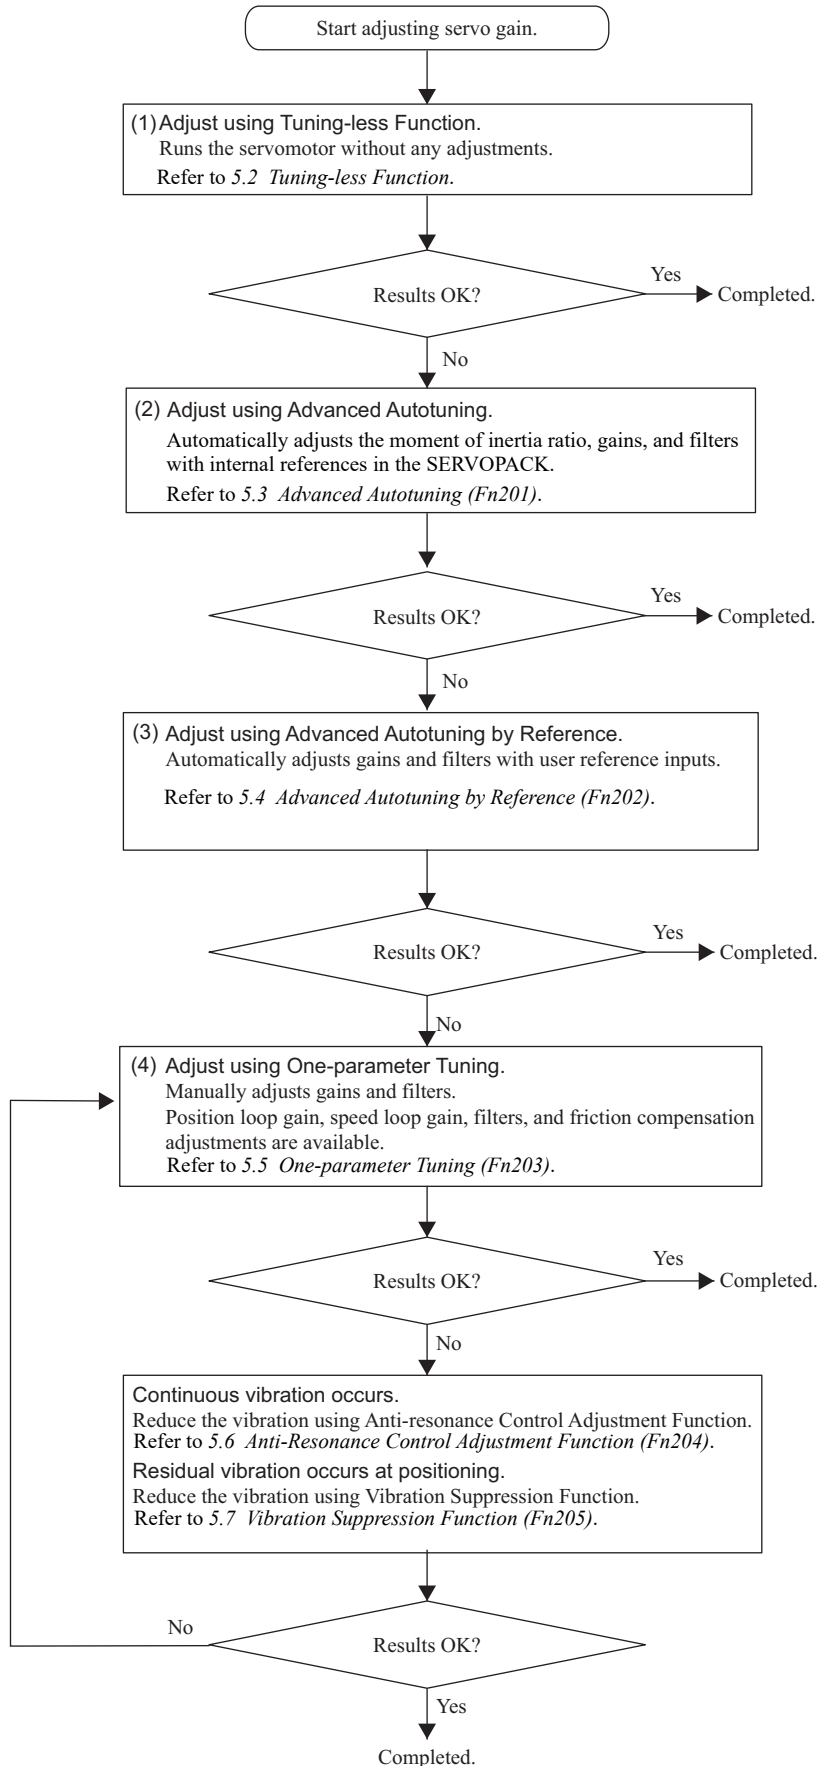 Start adjusting servo gain.
(1) Adjust using Tuning-less Function.
Runs the servomotor without any adjustments.
Refer to 5.2 Tuning-less Function.
Results OK?
Yes
Completed.
No
(2) Adjust using Advanced Autotuning.
Automatically adjusts the moment of inertia ratio, gains, and filters
with internal references in the SERVOPACK.
Refer to 5.3 Advanced Autotuning (Fn201).
Results OK?
Yes
Completed.
No
(3) Adjust using Advanced Autotuning by Reference.
Automatically adjusts gains and filters with user reference inputs.
Refer to 5.4 Advanced Autotuning by Reference (Fn202).
Results OK?
Yes
Completed.
No
(4) Adjust using One-parameter Tuning.
Manually adjusts gains and filters.
Position loop gain, speed loop gain, filters, and friction compensation
adjustments are available.
Refer to 5.5 One-parameter Tuning (Fn203).
Results OK?
Yes
Completed.
No
Continuous vibration occurs.
Reduce the vibration using Anti-resonance Control Adjustment Function.
Refer to 5.6 Anti-Resonance Control Adjustment Function (Fn204).
Residual vibration occurs at positioning.
Reduce the vibration using Vibration Suppression Function.
Refer to 5.7 Vibration Suppression Function (Fn205).
No
Results OK?
Yes
Completed.